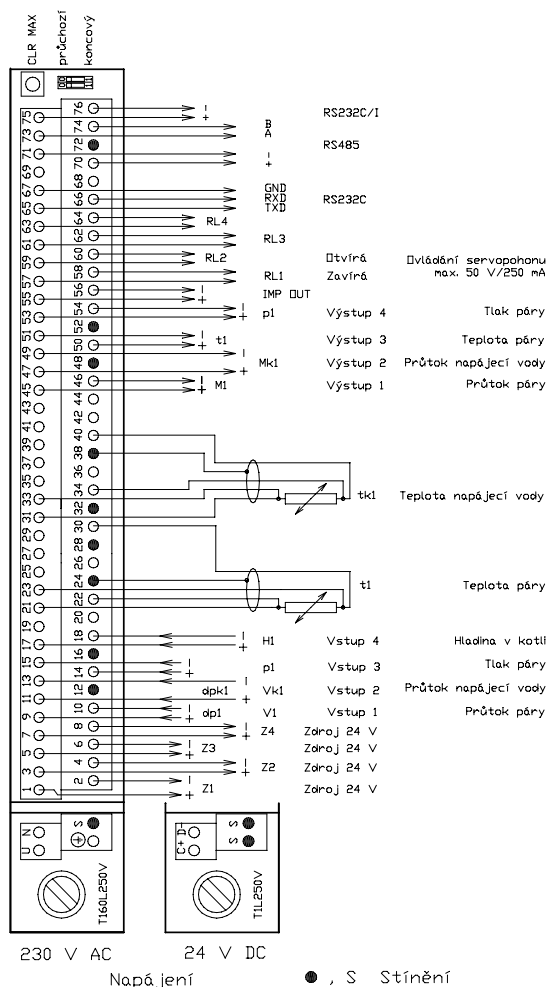 CLR MAX
průchozí
koncový
75 76 - +
RS232C/I
73 74 B
A
RS485
71 72
69 70 - +
67 68
GND
65 66 RXD RS232C
TXD
63 64 RL4
61 62 RL3
59 60 RL2 Otvírá Ovládání servopohonu
57 58 RL1 Zavírá max. 50 V/250 mA
55 56 - + IMP OUT
53 54 - + p1 Výstup 4 Tlak páry
51 52
49 50 - + t1 Výstup 3 Teplota páry
47 48 - + Mk1 Výstup 2 Průtok napájecí vody
45 46 - + M1 Výstup 1 Průtok páry
43 44
41 42
39 40
37 38
35 36
33 34 tk1 Teplota napájecí vody
31 32
29 30
27 28
25 26
23 24 t1 Teplota páry
21 22
19 20
17 18 - + H1 Vstup 4 Hladina v kotli
15 16
13 14 - + p1 Vstup 3 Tlak páry
11 12 dpk1 - + Vk1 Vstup 2 Průtok napájecí vody
9 10 - + dp1 V1 Vstup 1 Průtok páry
7 8 - + Z4 Zdroj 24 V
5 6 - + Z3 Zdroj 24 V
3 4 - + Z2 Zdroj 24 V
1 2 - + Z1 Zdroj 24 V
U N S
C+ D- S S
T160L250V
T1L250V
230 V AC
24 V DC
Napájení
, S Stínění